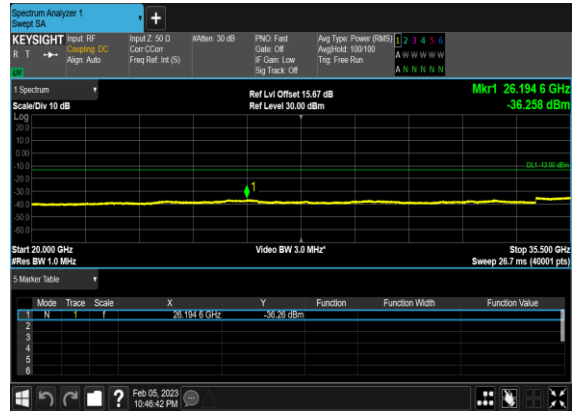 Spectrum Analyzer 1
Swept SA
+
KEYSIGHT Input: RF Input Z: 50 Ω #Atten: 30 dB PNO: Fast Avg Type: Power (RMS) 1 2 3 4 5 6
R T Coupling: DC Corr CCorr Gate: Off Avg|Hold: 100/100 A W W W W W
Align: Auto Freq Ref: Int (S) IF Gain: Low Trig: Free Run
Sig Track: Off A N N N N N
1 Spectrum Ref Lvl Offset 15.67 dB Mkr1 26.194 6 GHz
Scale/Div 10 dB Ref Level 30.00 dBm -36.258 dBm
Log
20.0
10.0
0.00
-10.0 DL1 -13.00 dBm
-20.0
-30.0 1
-40.0
-50.0
-60.0
Start 20.000 GHz Video BW 3.0 MHz* Stop 35.500 GHz
#Res BW 1.0 MHz Sweep 26.7 ms (40001 pts)
5 Marker Table
Mode Trace Scale X Y Function Function Width Function Value
1 N 1 f 26.194 6 GHz -36.26 dBm
2
3
4
5
6
? Feb 05, 2023
10:46:42 PM